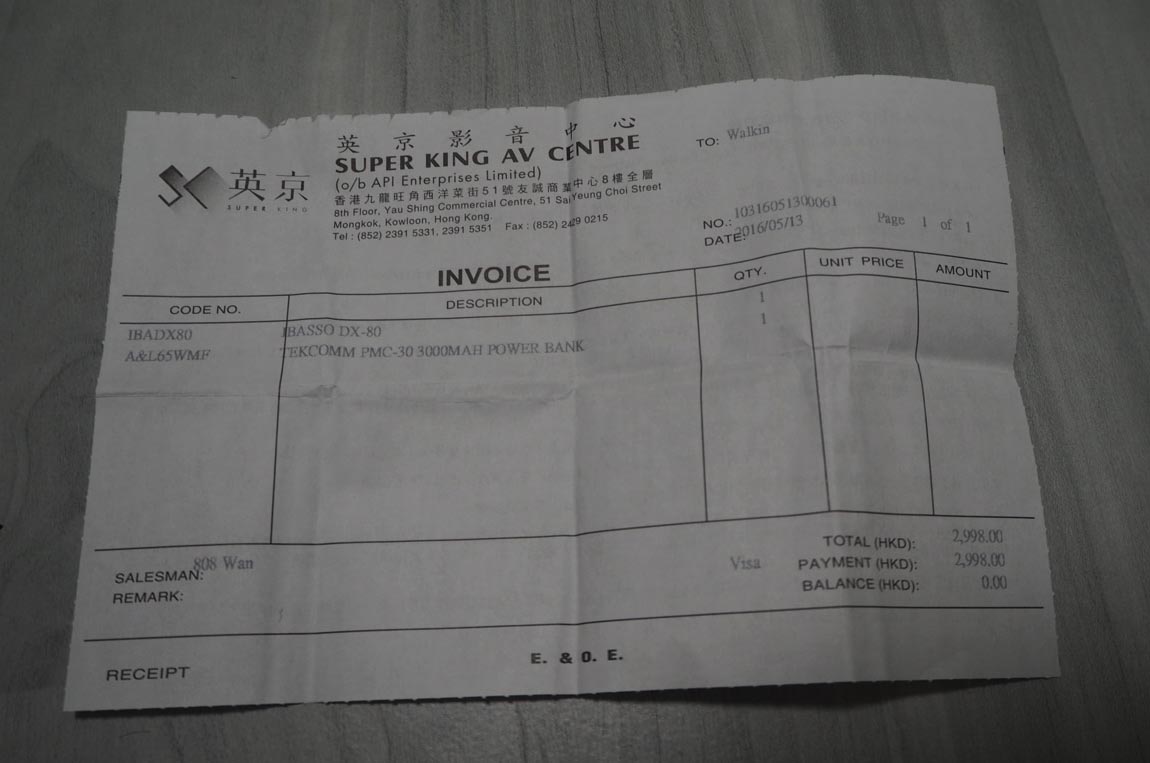 英京
SUPER KING
英京影音中心
SUPER KING AV CENTRE
(o/b API Enterprises Limited)
香港九龍旺角西洋菜街51號友誠商業中心8樓全層
8th Floor, Yau Shing Commercial Centre, 51 Sai Yeung Choi Street
Mongkok, Kowloon, Hong Kong.
Tel : (852) 2391 5331, 2391 5351 Fax : (852) 2429 0215
TO: Walkin
NO.: 10316051300061
DATE: 2016/05/13
Page 1 of 1
INVOICE
CODE NO. DESCRIPTION QTY. UNIT PRICE AMOUNT
IBADX80 IBASSO DX-80 1
A&L65WMF TEKCOMM PMC-30 3000MAH POWER BANK 1
SALESMAN: 808 Wan
REMARK:
TOTAL (HKD): 2,998.00
Visa PAYMENT (HKD): 2,998.00
BALANCE (HKD): 0.00
RECEIPT
E. & O. E.